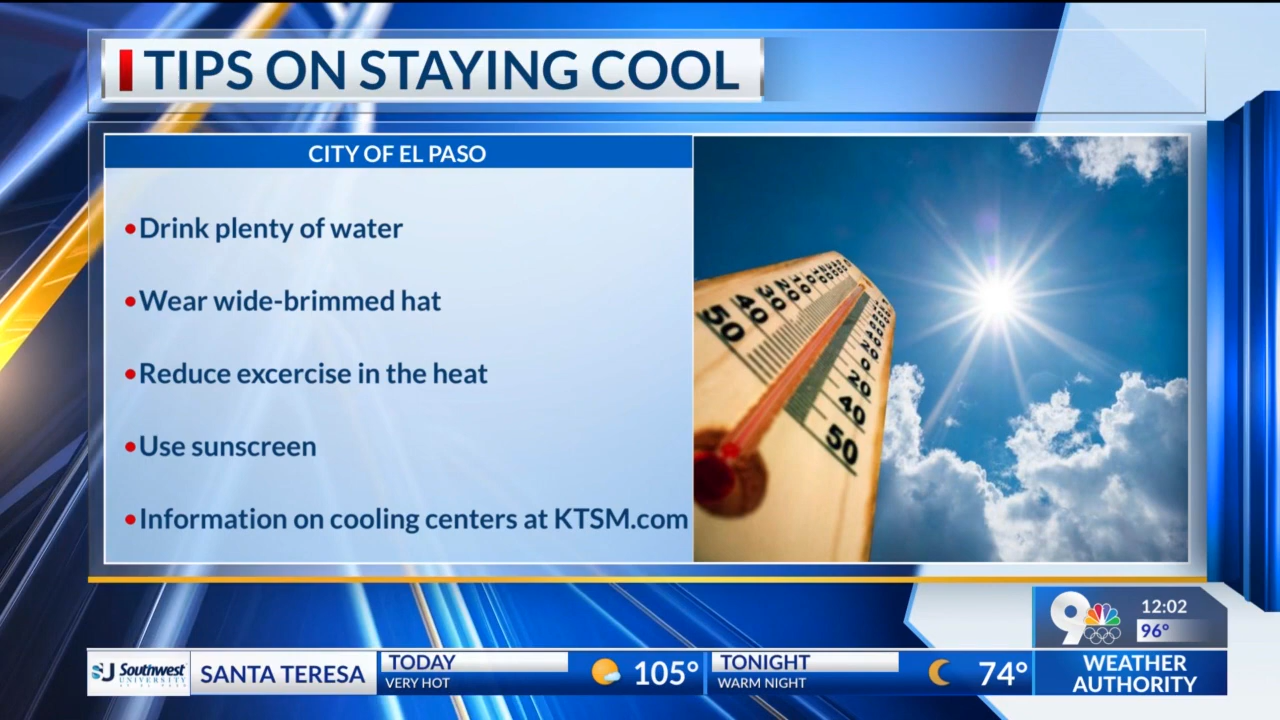 TIPS ON STAYING COOL
CITY OF EL PASO
•Drink plenty of water
•Wear wide-brimmed hat
•Reduce excercise in the heat
•Use sunscreen
•Information on cooling centers at KTSM.com
50 40 30 20 10
0 20 40 50
9 12:02
96°
Southwest
UNIVERSITY
SANTA TERESA
TODAY
VERY HOT
105°
TONIGHT
WARM NIGHT
74°
WEATHER
AUTHORITY